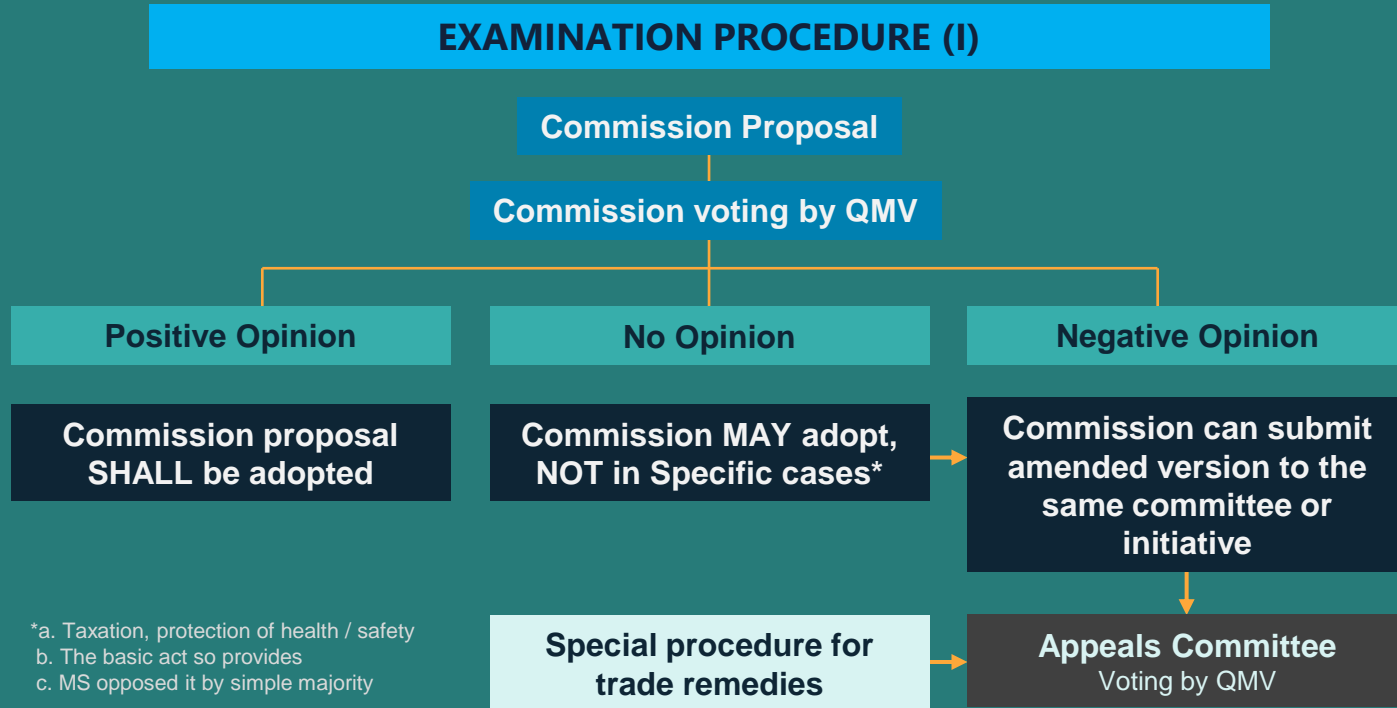 EXAMINATION PROCEDURE (I)
Commission Proposal
Commission voting by QMV
Positive Opinion
No Opinion
Negative Opinion
Commission proposal
SHALL be adopted
Commission MAY adopt,
NOT in Specific cases*
Commission can submit
amended version to the
same committee or
initiative
*a. Taxation, protection of health / safety
b. The basic act so provides
c. MS opposed it by simple majority
Special procedure for
trade remedies
Appeals Committee
Voting by QMV